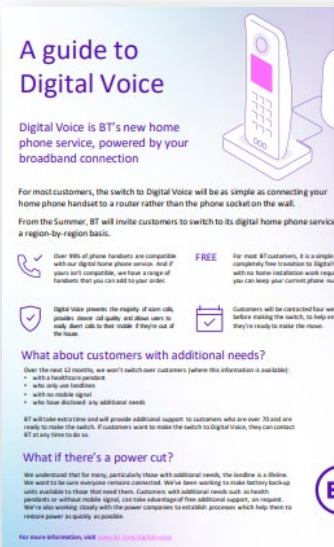 A guide to
Digital Voice
Digital Voice is BT's new home
phone service, powered by your
broadband connection
For most customers, the switch to Digital Voice will be as simple as connecting your
home phone handset to a router rather than the phone socket on the wall.
From the Summer, BT will invite customers to switch to its digital home phone service
a region-by-region basis.
Over 99% of phone handsets are compatible
with our digital home phone service. And if
yours isn't compatible, we have a range of
handsets that you can add to your order.
FREE
For most BT customers, it is a simple
completely free transition to Digital
with no home installation work requ
you can keep your current phone nu
Digital Voice prevents the majority of scam calls,
provides clearer call quality and allows users to
easily divert calls to their mobile if they're out of
the house.
Customers will be contacted four we
before making the switch, to help en
they're ready to make the move.
What about customers with additional needs?
Over the next 12 months, we won't switch over customers (where this information is available):
• with a healthcare pendant
• who only use landlines
• with no mobile signal
• who have disclosed any additional needs
BT will take extra time and will provide additional support to customers who are over 70 and are
ready to make the switch. If customers want to make the switch to Digital Voice, they can contact
BT at any time to do so.
What if there's a power cut?
We understand that for many, particularly those with additional needs, the landline is a lifeline.
We want to be sure everyone remains connected. We've been working to make battery back-up
units available to those that need them. Customers with additional needs such as health
pendants or without mobile signal, can take advantage of free additional support, on request.
We're also working closely with the power companies to establish processes which help them to
restore power as quickly as possible.
For more information, visit www.bt.com/digitalvoice